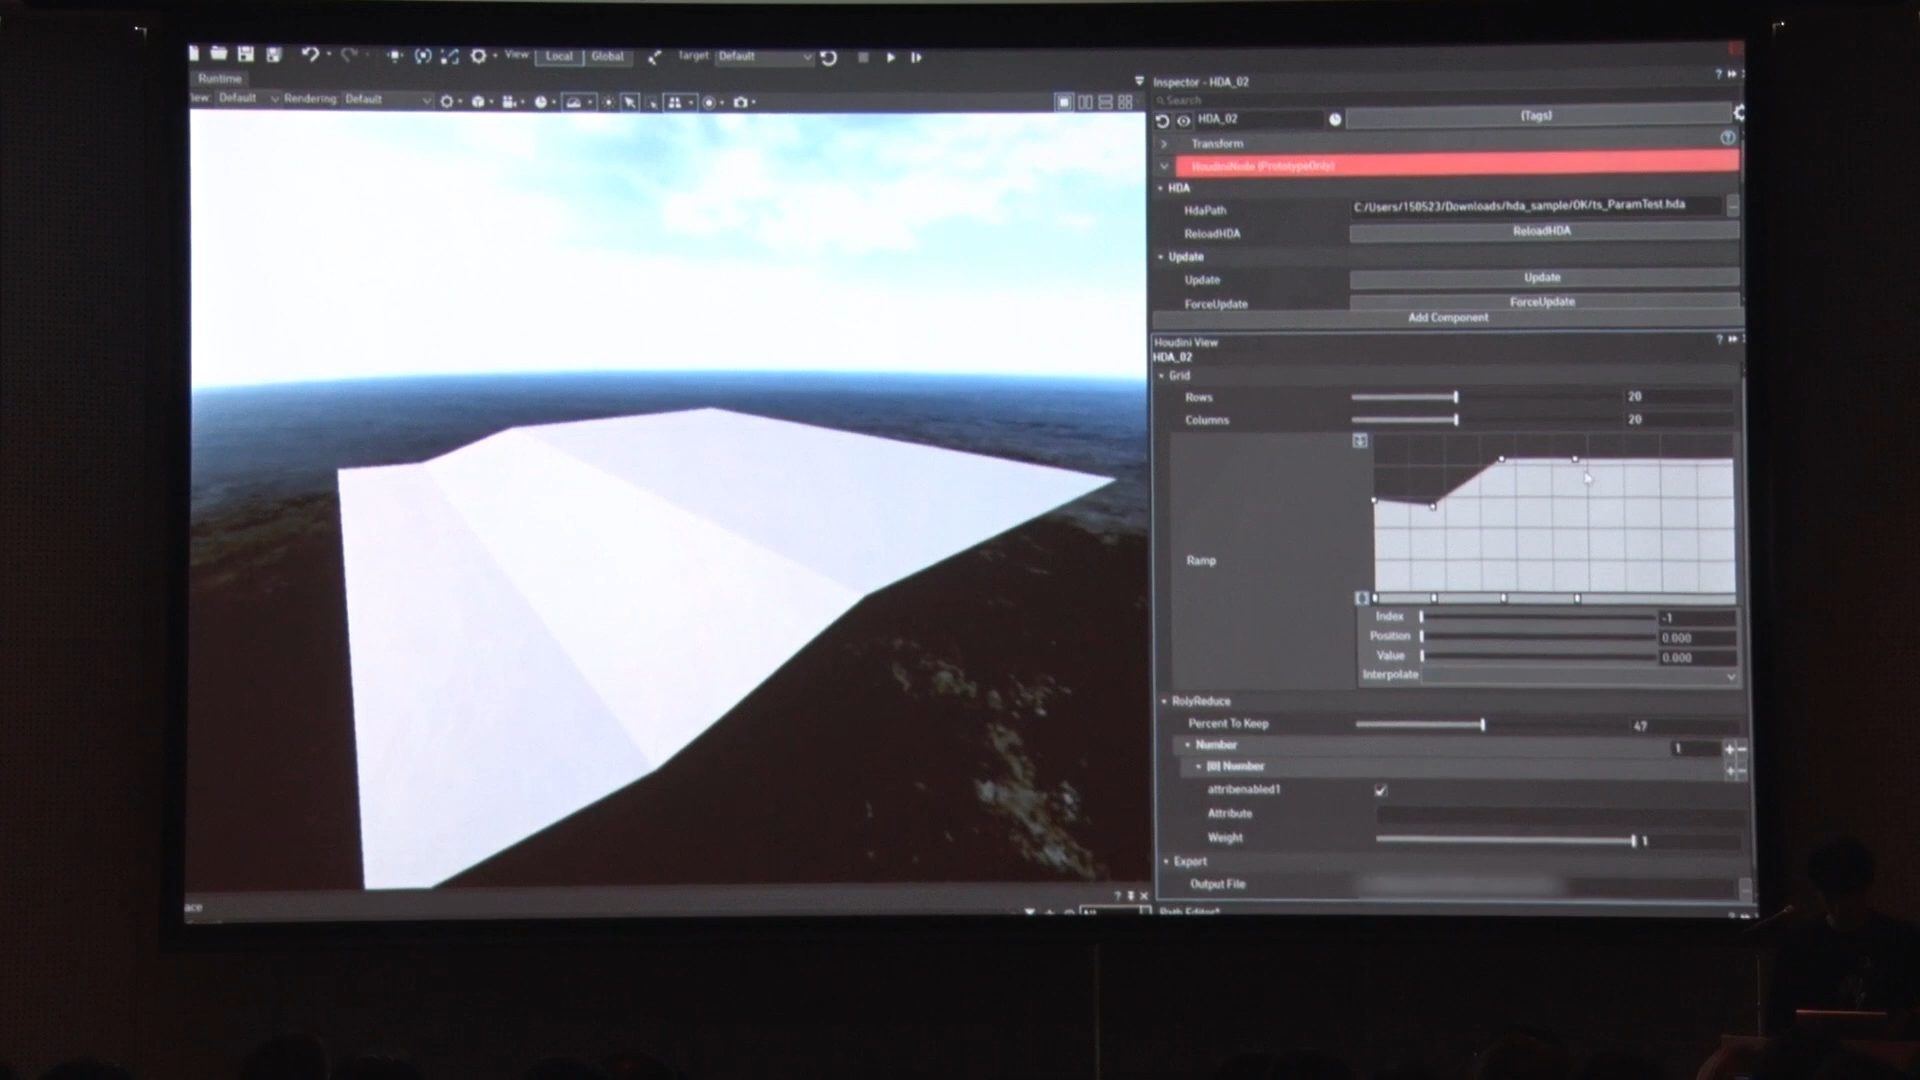 View Local Global Target: Default
Runtime
Default Rendering: Default
Inspector - HDA_02
Search
HDA_02 (Tags)
Transform
HoudiniNode (PrototypeOnly)
HDA
HdaPath C:/Users/150523/Downloads/hda_sample/OK/ts_ParamTest.hda
ReloadHDA ReloadHDA
Update
Update Update
ForceUpdate ForceUpdate
Add Component
Houdini View
HDA_02
Grid
Rows 20
Columns 20
Ramp
Index -1
Position 0.000
Value 0.000
Interpolate
PolyReduce
Percent To Keep 47
Number 1
[0] Number
attribenabled1
Attribute
Weight 1
Export
Output File